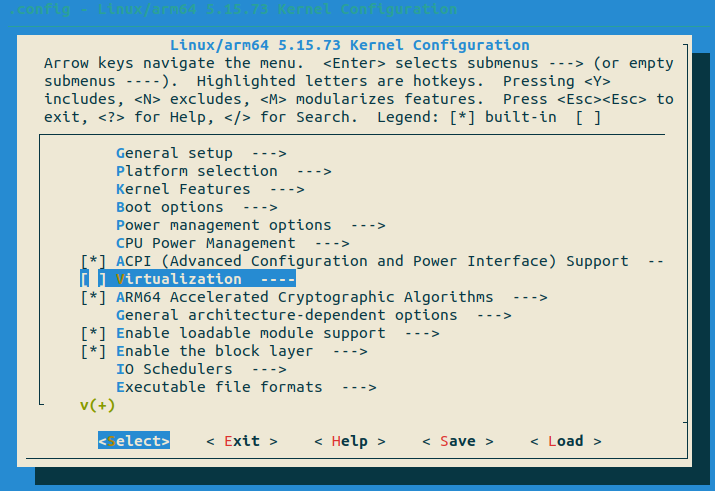 .config - Linux/arm64 5.15.73 Kernel Configuration
Linux/arm64 5.15.73 Kernel Configuration
Arrow keys navigate the menu.  <Enter> selects submenus ---> (or empty
submenus ----).  Highlighted letters are hotkeys.  Pressing <Y>
includes, <N> excludes, <M> modularizes features.  Press <Esc><Esc> to
exit, <?> for Help, </> for Search.  Legend: [*] built-in  [ ]
General setup  --->
Platform selection  --->
Kernel Features  --->
Boot options  --->
Power management options  --->
CPU Power Management  --->
[*] ACPI (Advanced Configuration and Power Interface) Support  --
[ ] Virtualization  ----
[*] ARM64 Accelerated Cryptographic Algorithms  --->
General architecture-dependent options  --->
[*] Enable loadable module support  --->
[*] Enable the block layer  --->
IO Schedulers  --->
Executable file formats  --->
v(+)
<Select>    < Exit >    < Help >    < Save >    < Load >